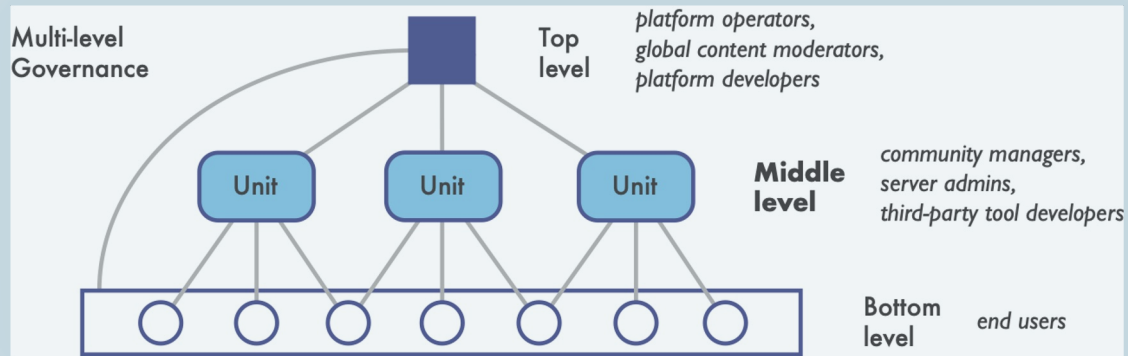 Multi-level
Governance
Top
level
platform operators,
global content moderators,
platform developers
Unit
Unit
Unit
Middle
level
community managers,
server admins,
third-party tool developers
Bottom
level
end users